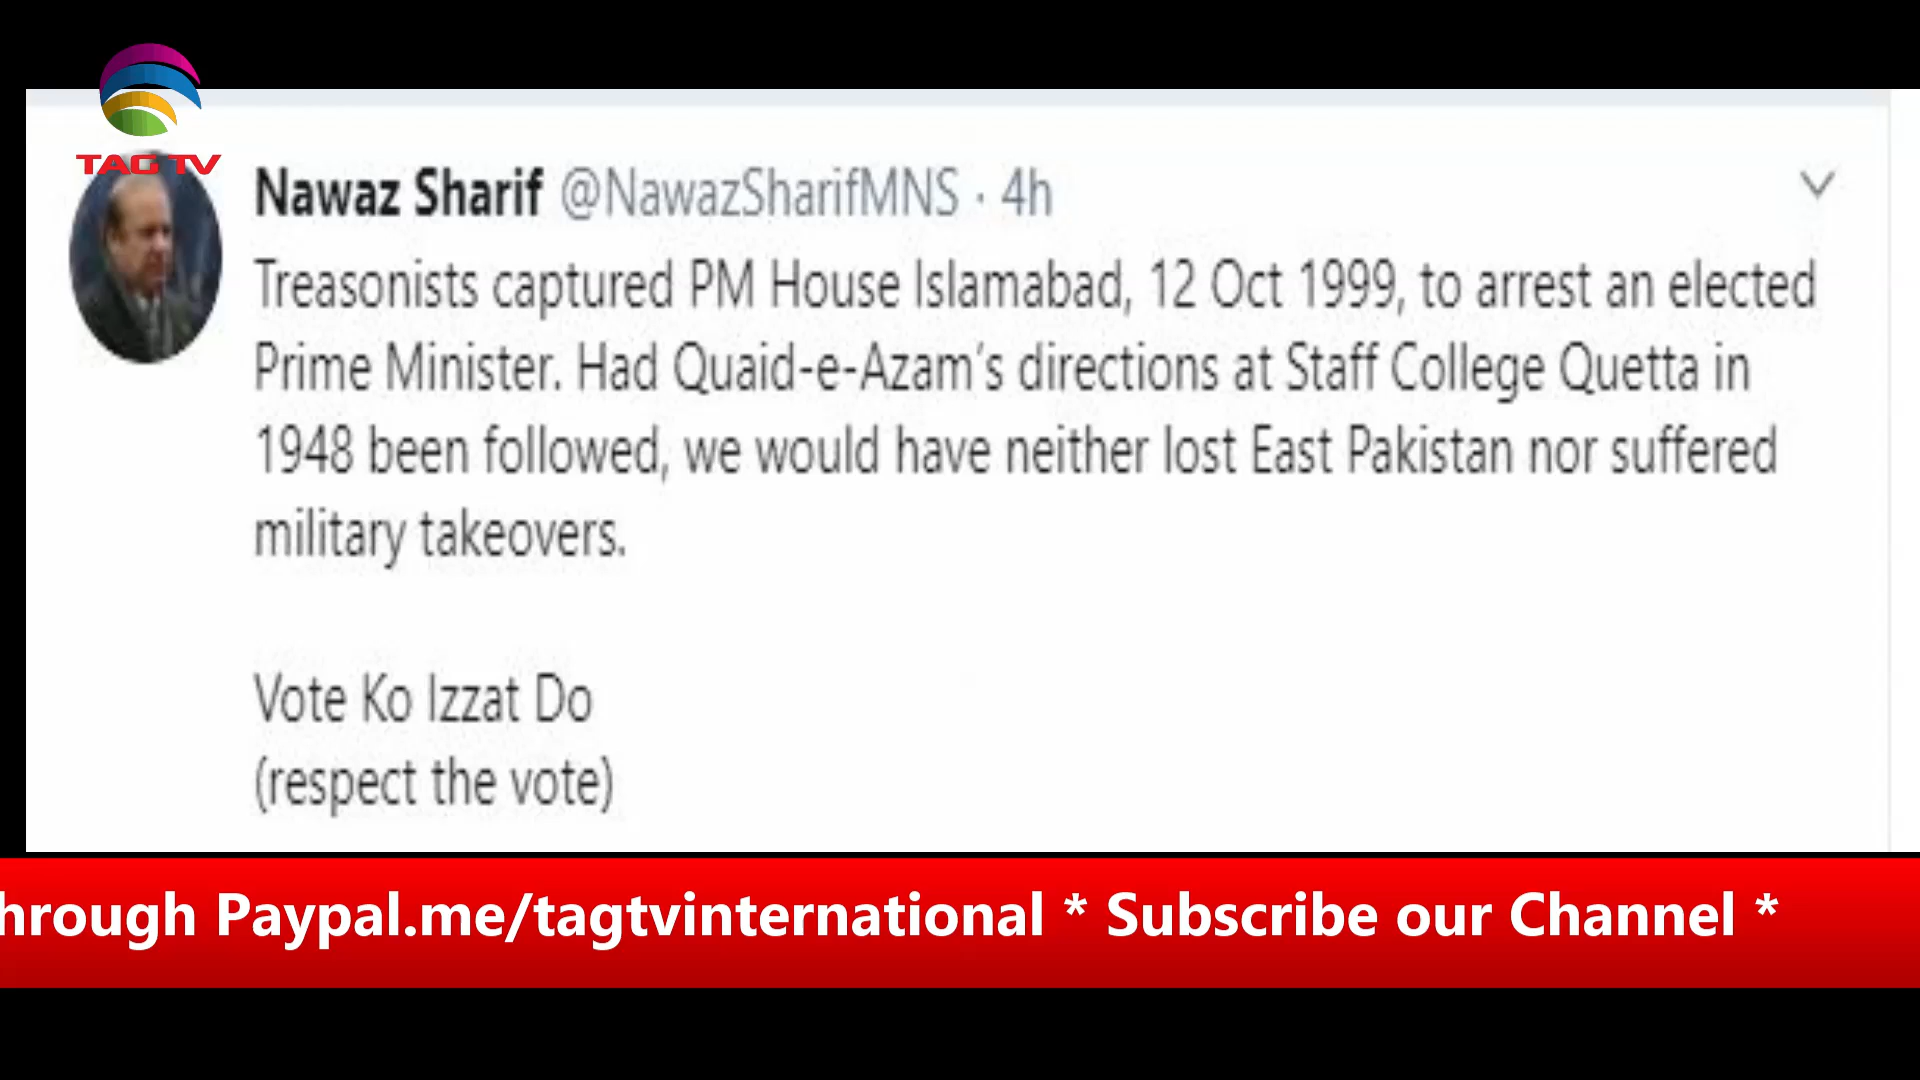 TAG TV
Nawaz Sharif @NawazSharifMNS · 4h
Treasonists captured PM House Islamabad, 12 Oct 1999, to arrest an elected
Prime Minister. Had Quaid-e-Azam's directions at Staff College Quetta in
1948 been followed, we would have neither lost East Pakistan nor suffered
military takeovers.
Vote Ko Izzat Do
(respect the vote)
hrough Paypal.me/tagtvinternational * Subscribe our Channel *